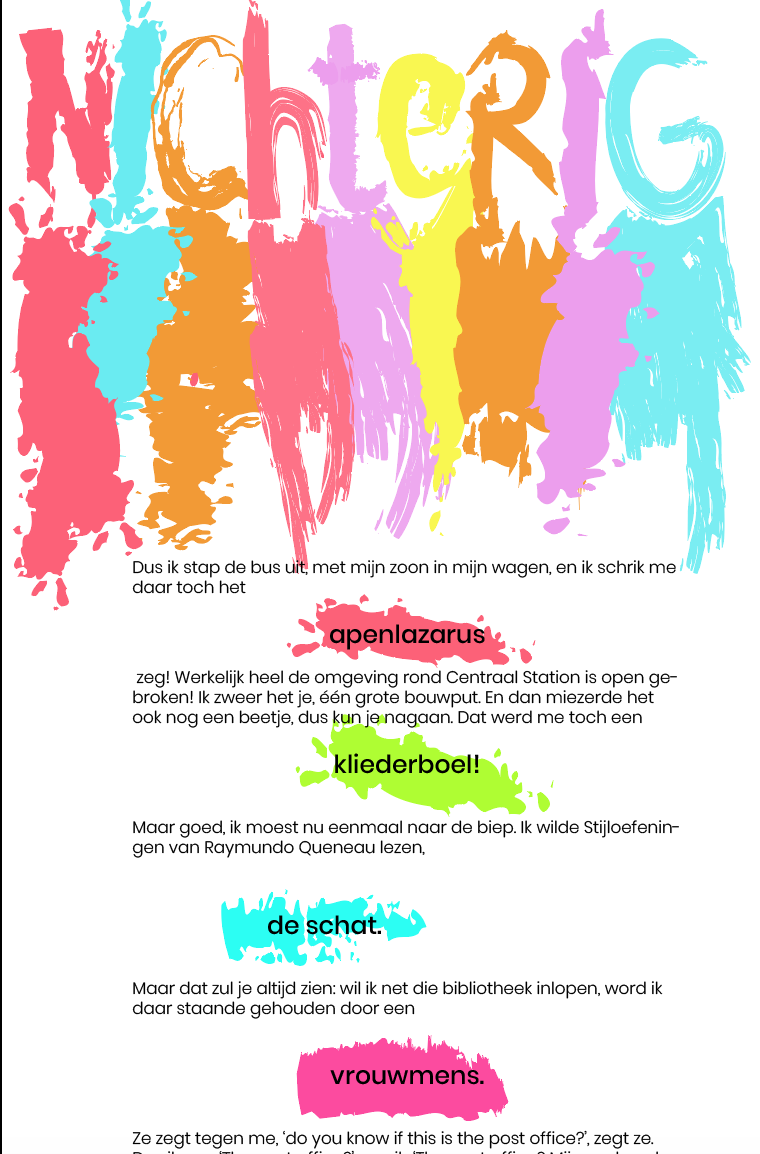 NIChteRIG
Dus ik stap de bus uit, met mijn zoon in mijn wagen, en ik schrik me
daar toch het
apenlazarus
zeg! Werkelijk heel de omgeving rond Centraal Station is open ge-
broken! Ik zweer het je, één grote bouwput. En dan miezerde het
ook nog een beetje, dus kun je nagaan. Dat werd me toch een
kliederboel!
Maar goed, ik moest nu eenmaal naar de biep. Ik wilde Stijloefenin-
gen van Raymundo Queneau lezen,
de schat.
Maar dat zul je altijd zien: wil ik net die bibliotheek inlopen, word ik
daar staande gehouden door een
vrouwmens.
Ze zegt tegen me, ‘do you know if this is the post office?’, zegt ze.